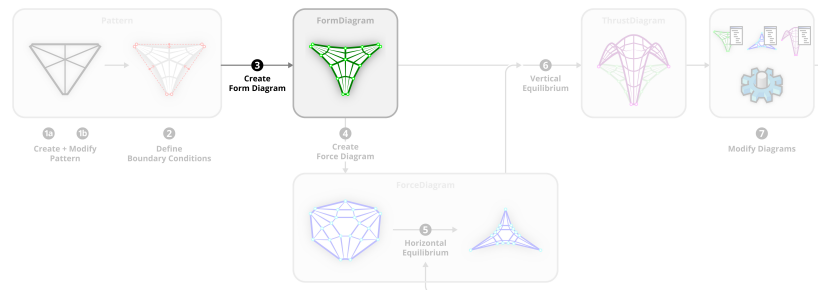 Pattern
FormDiagram
ThrustDiagram
3
Create
Form Diagram
6
Vertical
Equilibrium
1a
1b
Create + Modify
Pattern
2
Define
Boundary Conditions
4
Create
Force Diagram
7
Modify Diagrams
ForceDiagram
5
Horizontal
Equilibrium